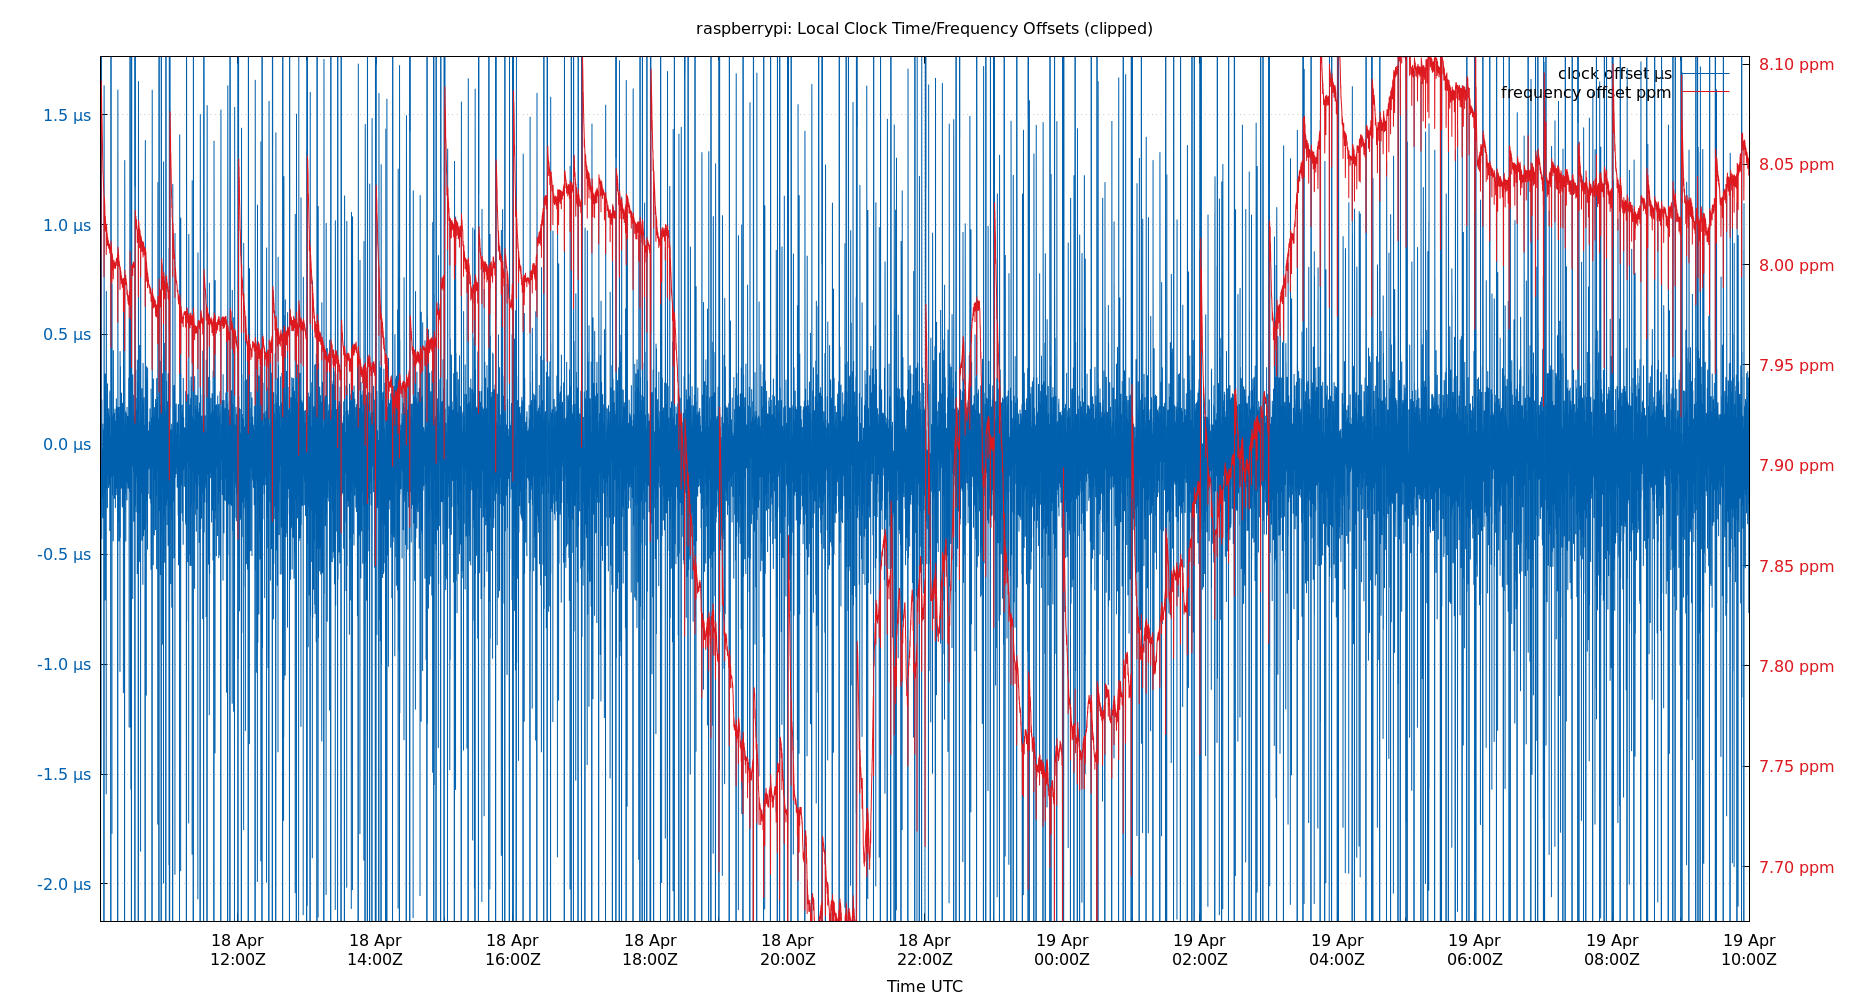 raspberrypi: Local Clock Time/Frequency Offsets (clipped)
clock offset µs
frequency offset ppm
1.5 µs
1.0 µs
0.5 µs
0.0 µs
-0.5 µs
-1.0 µs
-1.5 µs
-2.0 µs
8.10 ppm
8.05 ppm
8.00 ppm
7.95 ppm
7.90 ppm
7.85 ppm
7.80 ppm
7.75 ppm
7.70 ppm
18 Apr 18 Apr 18 Apr 18 Apr 18 Apr 18 Apr 19 Apr 19 Apr 19 Apr 19 Apr 19 Apr 19 Apr
12:00Z 14:00Z 16:00Z 18:00Z 20:00Z 22:00Z 00:00Z 02:00Z 04:00Z 06:00Z 08:00Z 10:00Z
Time UTC